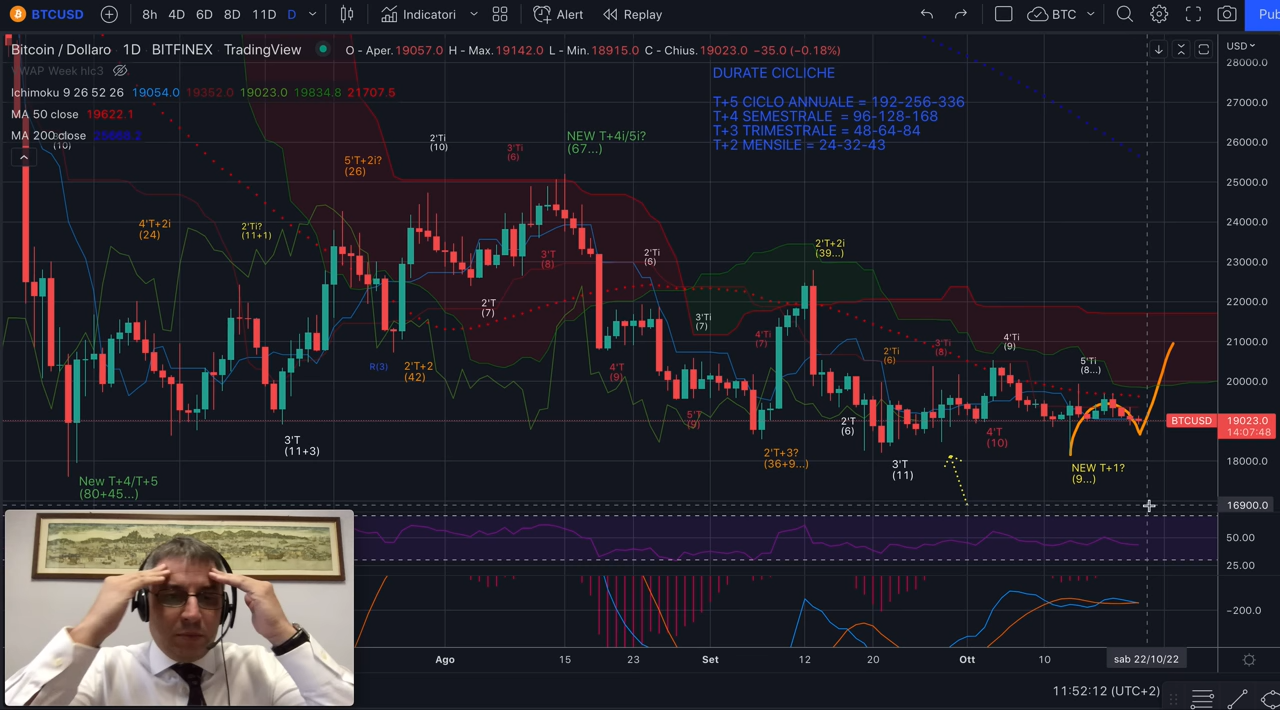 BTCUSD 8h 4D 6D 8D 11D D Indicatori Alert Replay BTC Pub
Bitcoin / Dollaro 1D BITFINEX TradingView O - Aper.19057.0 H - Max.19142.0 L - Min.18915.0 C - Chius.19023.0 −35.0 (−0.18%)
VWAP Week hlc3
Ichimoku 9 26 52 26 19054.0 19352.0 19023.0 19834.8 21707.5
MA 50 close 19622.1
MA 200 close
(10)
DURATE CICLICHE
T+5 CICLO ANNUALE = 192-256-336
T+4 SEMESTRALE = 96-128-168
T+3 TRIMESTRALE = 48-64-84
T+2 MENSILE = 24-32-43
2'Ti
(10)
3'Ti
(6)
NEW T+4i/5i?
(67...)
5'T+2i?
(26)
4'T+2i
(24)
2'Ti?
(11+1)
3'T
(8)
2'Ti
(6)
2'T+2i
(39...)
2'T
(7)
3'Ti
(7)
4'Ti
(7)
2'Ti
(6)
3'Ti
(8)
4'Ti
(9)
5'Ti
(8...)
R(3)
2'T+2
(42)
4'T
(9)
5'T
(9)
2'T
(6)
4'T
(10)
3'T
(11+3)
2'T+3?
(36+9...)
3'T
(11)
NEW T+1?
(9...)
New T+4/T+5
(80+45...)
USD
28000.0
27000.0
26000.0
25000.0
24000.0
23000.0
22000.0
21000.0
20000.0
BTCUSD 19023.0
14:07:48
18000.0
16900.0
50.00
25.00
−200.0
Ago 15 23 Set 12 20 Ott 10 sab 22/10/22
11:52:12 (UTC+2)